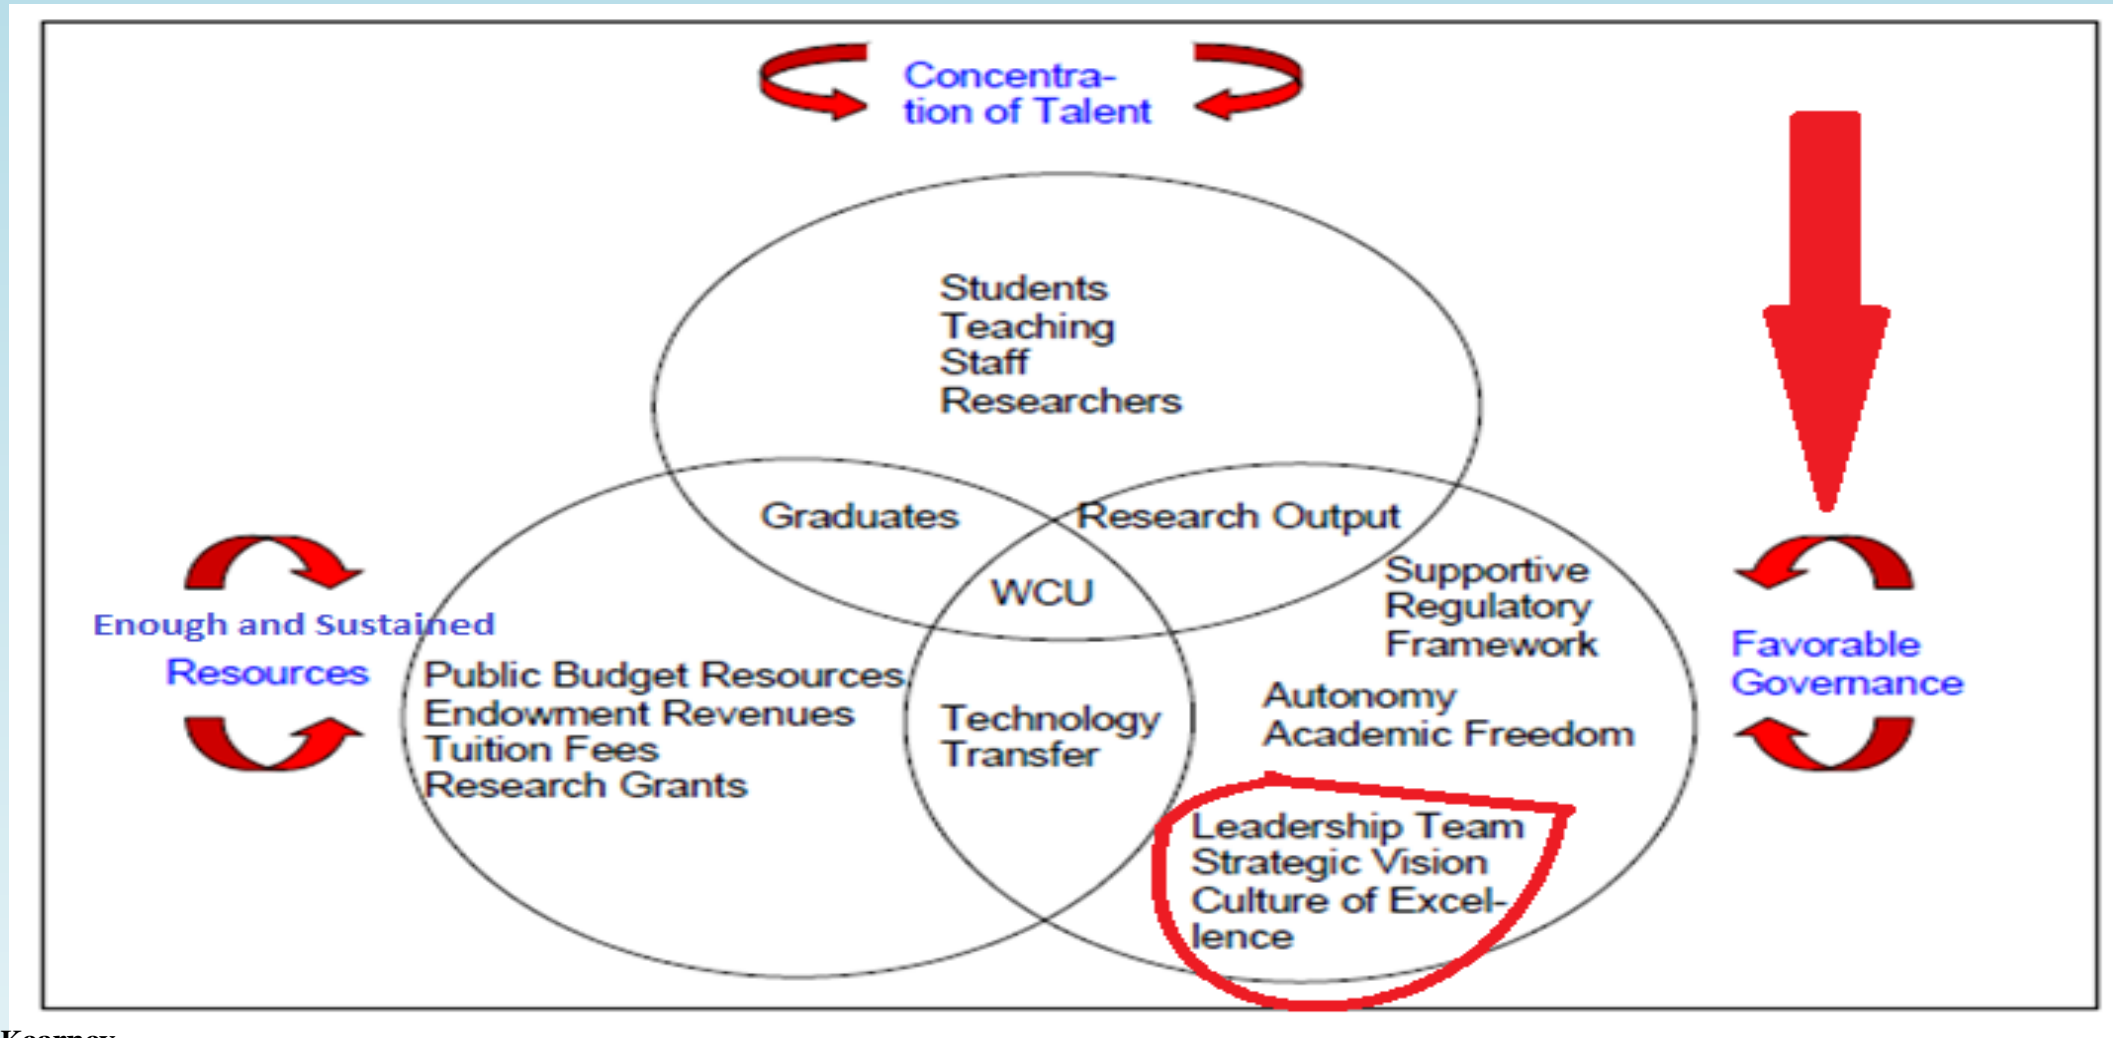 Concentra-
tion of Talent
Students
Teaching
Staff
Researchers
Graduates
Research Output
WCU
Supportive
Regulatory
Framework
Enough and Sustained
Resources
Favorable
Governance
Public Budget Resources
Endowment Revenues
Tuition Fees
Research Grants
Technology
Transfer
Autonomy
Academic Freedom
Leadership Team
Strategic Vision
Culture of Excel-
lence